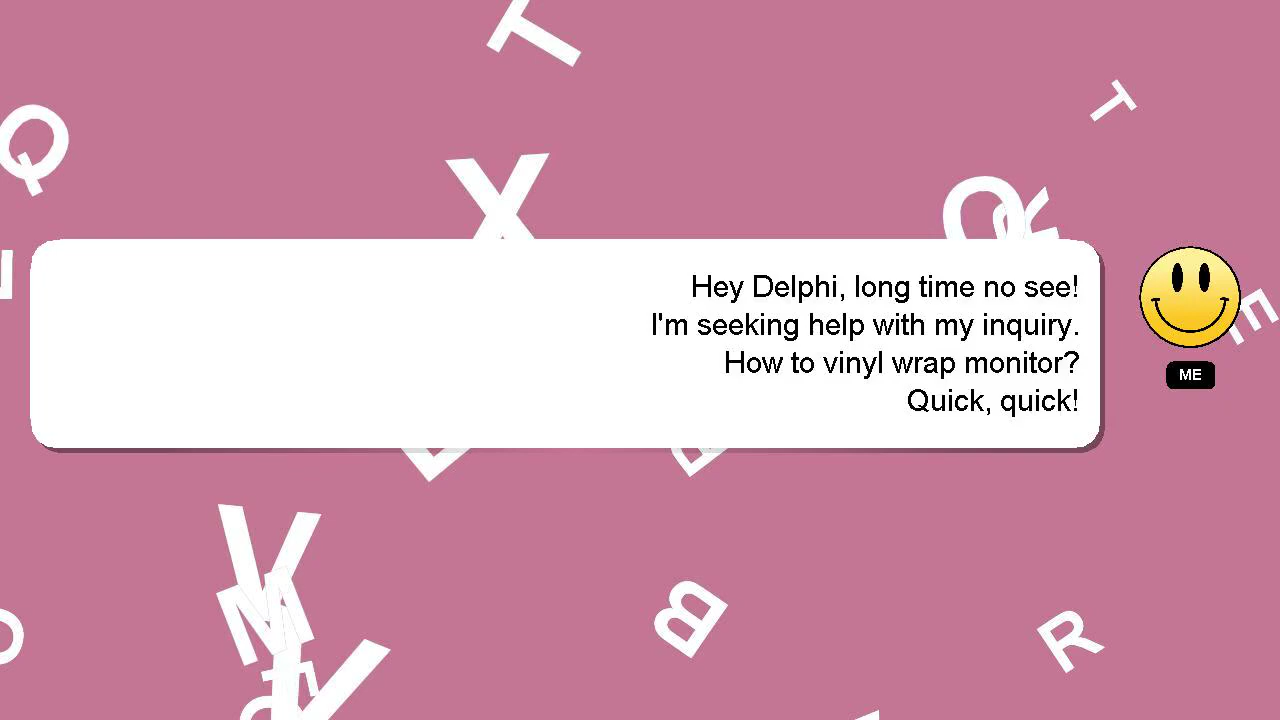 T
T
Q
X
Q
Hey Delphi, long time no see!
I'm seeking help with my inquiry.
How to vinyl wrap monitor?
Quick, quick!
E
ME
V
M
B
R
V